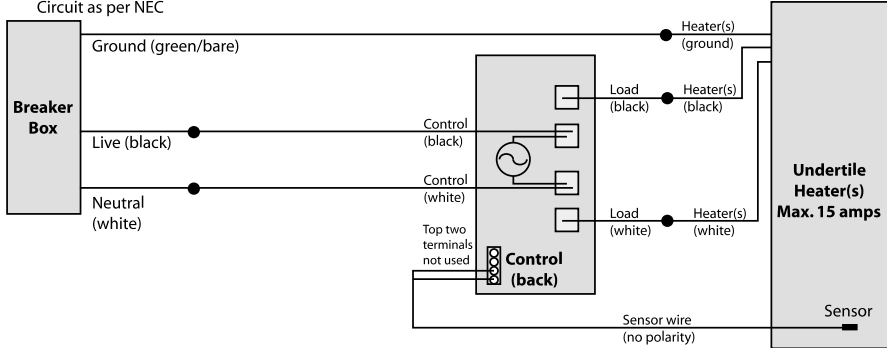 Circuit as per NEC
Ground (green/bare)
Heater(s)
(ground)
Breaker
Box
Load
(black)
Heater(s)
(black)
Live (black)
Control
(black)
Neutral
(white)
Control
(white)
Load
(white)
Heater(s)
(white)
Undertile
Heater(s)
Max. 15 amps
Top two
terminals
not used
Control
(back)
Sensor
Sensor wire
(no polarity)